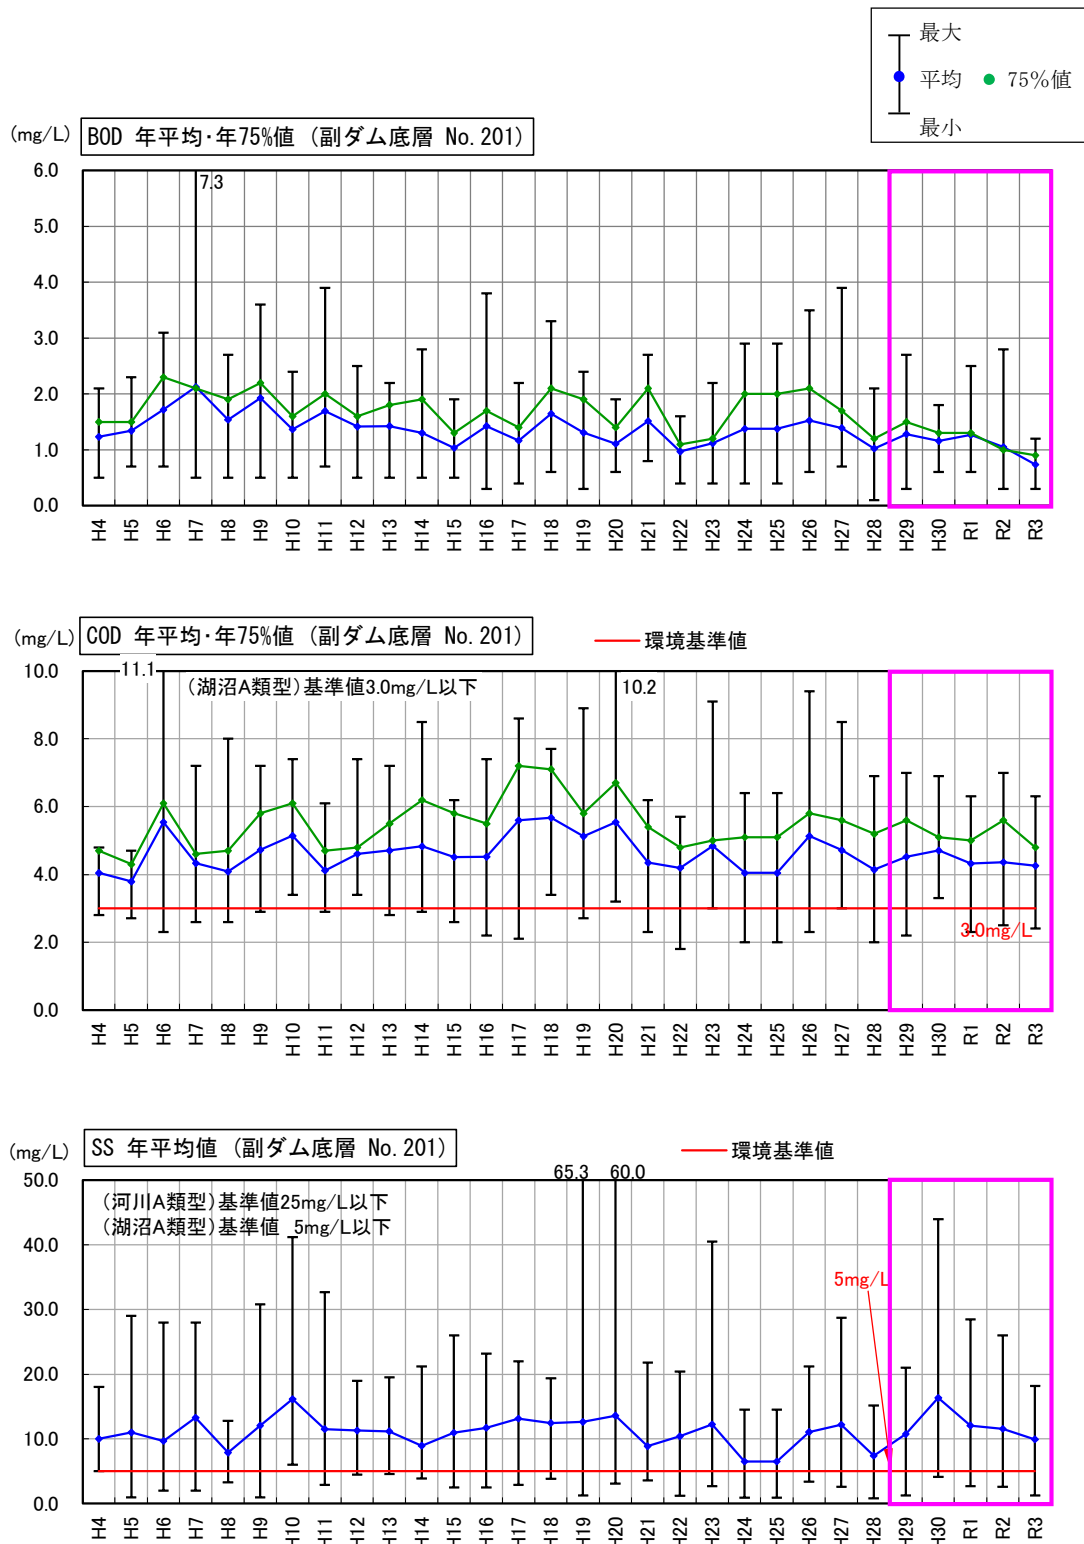 最大
平均 75%値
最小
(mg/L) BOD 年平均･年75%値 (副ダム底層 No.201)
6.0
7.3
5.0
4.0
3.0
2.0
1.0
0.0
H4 H5 H6 H7 H8 H9 H10 H11 H12 H13 H14 H15 H16 H17 H18 H19 H20 H21 H22 H23 H24 H25 H26 H27 H28 H29 H30 R1 R2 R3
(mg/L) COD 年平均･年75%値 (副ダム底層 No.201) 環境基準値
10.0
11.1
(湖沼A類型)基準値3.0mg/L以下
10.2
8.0
6.0
4.0
2.0
3.0mg/L
0.0
H4 H5 H6 H7 H8 H9 H10 H11 H12 H13 H14 H15 H16 H17 H18 H19 H20 H21 H22 H23 H24 H25 H26 H27 H28 H29 H30 R1 R2 R3
(mg/L) SS 年平均値 (副ダム底層 No.201) 環境基準値
65.3 60.0
50.0
(河川A類型)基準値25mg/L以下
(湖沼A類型)基準値 5mg/L以下
40.0
5mg/L
30.0
20.0
10.0
0.0
H4 H5 H6 H7 H8 H9 H10 H11 H12 H13 H14 H15 H16 H17 H18 H19 H20 H21 H22 H23 H24 H25 H26 H27 H28 H29 H30 R1 R2 R3